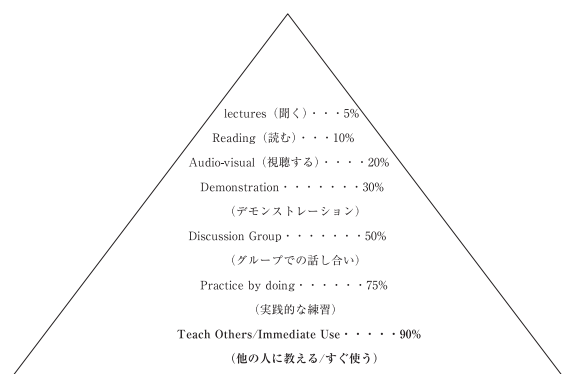 lectures（聞く）・・・5%
Reading（読む）・・・10%
Audio-visual（視聴する）・・・・20%
Demonstration・・・・・・・30%
（デモンストレーション）
Discussion Group・・・・・・・50%
（グループでの話し合い）
Practice by doing・・・・・・75%
（実践的な練習）
Teach Others/Immediate Use・・・・・90%
（他の人に教える/すぐ使う）